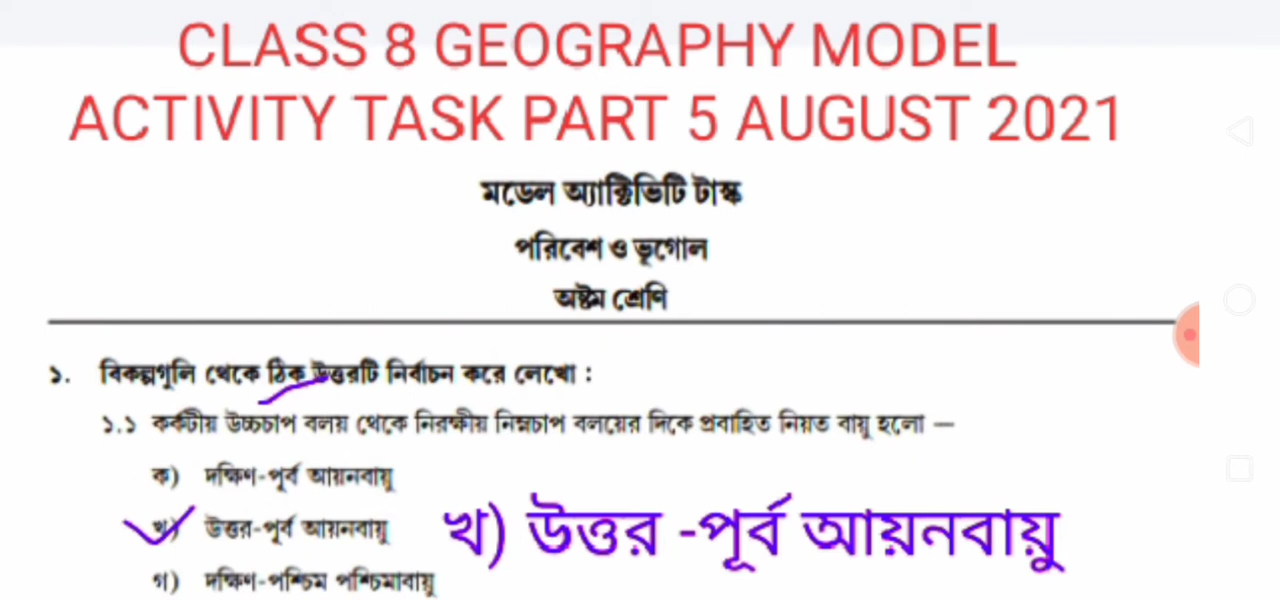 CLASS 8 GEOGRAPHY MODEL
ACTIVITY TASK PART 5 AUGUST 2021
মডেল অ্যাক্টিভিটি টাস্ক
পরিবেশ ও ভূগোল
অষ্টম শ্রেণি
১. বিকল্পগুলি থেকে ঠিক উত্তরটি নির্বাচন করে লেখো :
১.১ কর্কটীয় উচ্চচাপ বলয় থেকে নিরক্ষীয় নিম্নচাপ বলয়ের দিকে প্রবাহিত নিয়ত বায়ু হলো —
ক) দক্ষিণ-পূর্ব আয়নবায়ু
খ) উত্তর-পূর্ব আয়নবায়ু খ) উত্তর -পূর্ব আয়নবায়ু
গ) দক্ষিণ-পশ্চিম পশ্চিমাবায়ু